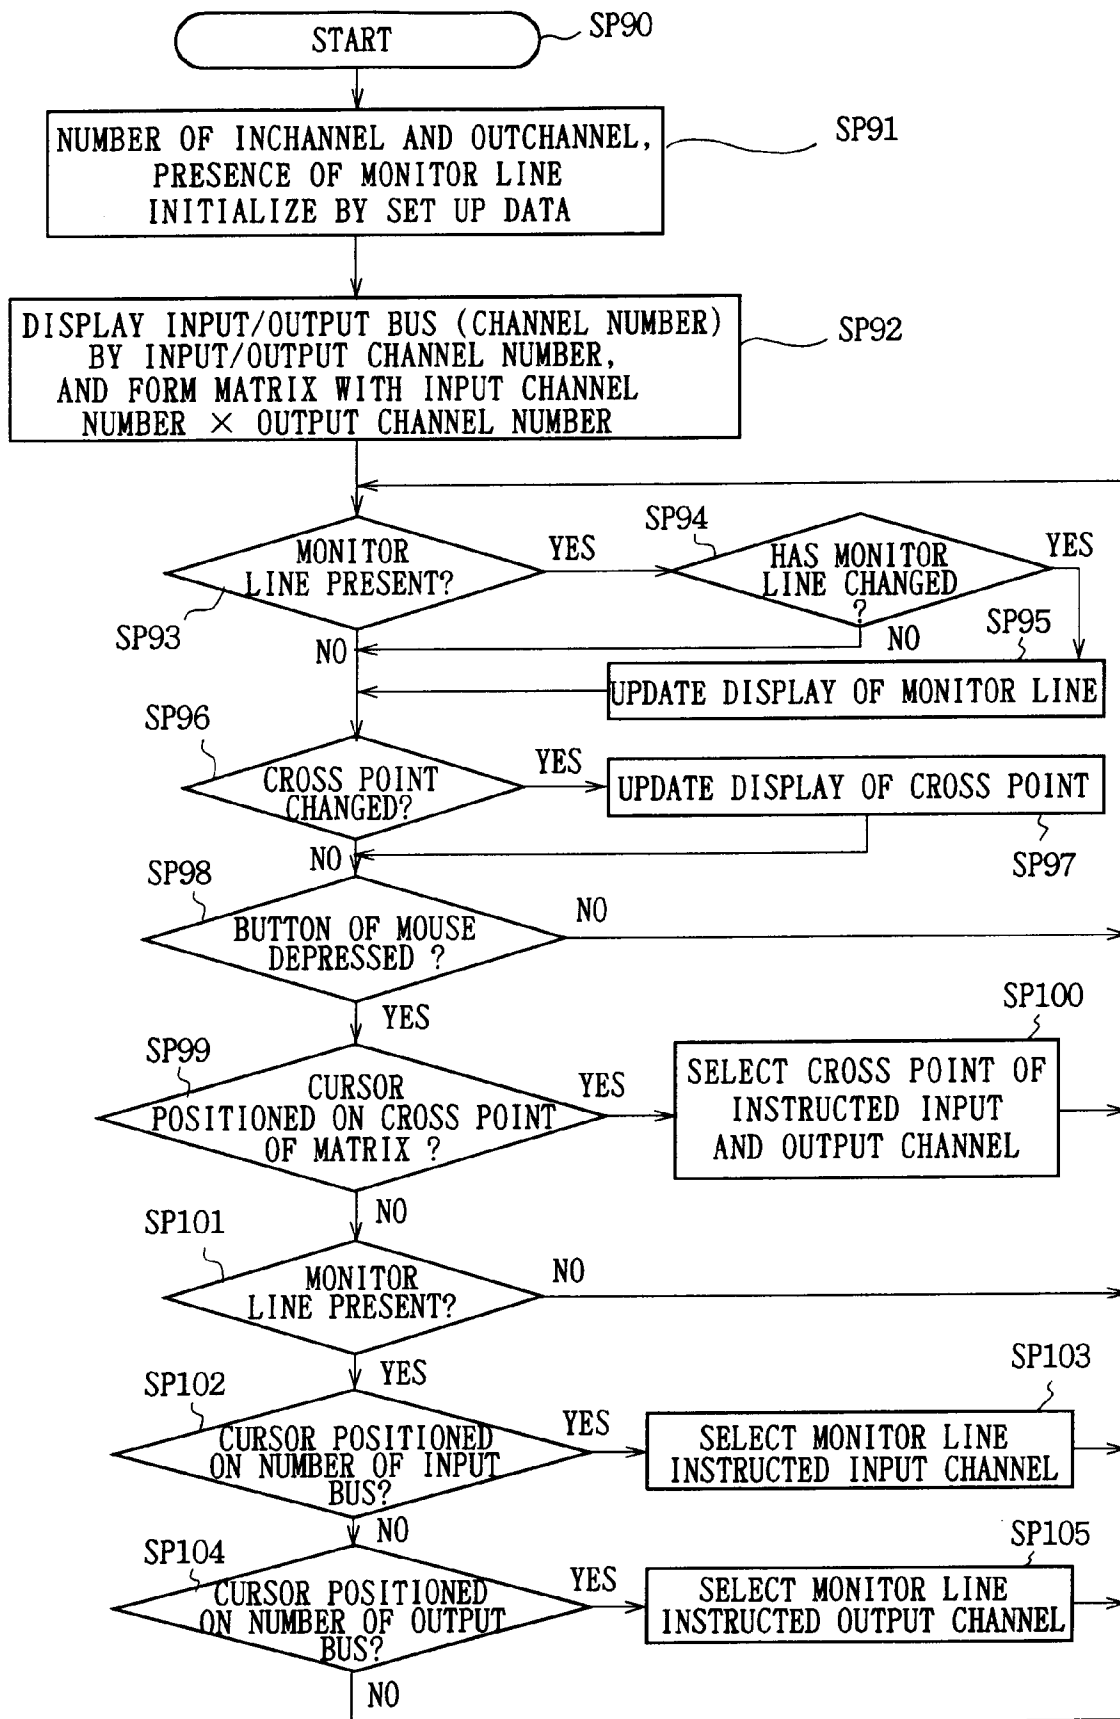 START
SP90
NUMBER OF INCHANNEL AND OUTCHANNEL,
PRESENCE OF MONITOR LINE
INITIALIZE BY SET UP DATA
SP91
DISPLAY INPUT/OUTPUT BUS (CHANNEL NUMBER)
BY INPUT/OUTPUT CHANNEL NUMBER,
AND FORM MATRIX WITH INPUT CHANNEL
NUMBER × OUTPUT CHANNEL NUMBER
SP92
MONITOR
LINE PRESENT?
SP93
YES
NO
SP94
HAS MONITOR
LINE CHANGED
?
YES
NO
SP95
UPDATE DISPLAY OF MONITOR LINE
SP96
CROSS POINT
CHANGED?
YES
NO
UPDATE DISPLAY OF CROSS POINT
SP97
SP98
BUTTON OF MOUSE
DEPRESSED ?
NO
YES
SP99
CURSOR
POSITIONED ON CROSS POINT
OF MATRIX ?
YES
NO
SP100
SELECT CROSS POINT OF
INSTRUCTED INPUT
AND OUTPUT CHANNEL
SP101
MONITOR
LINE PRESENT?
NO
YES
SP102
CURSOR POSITIONED
ON NUMBER OF INPUT
BUS?
YES
NO
SP103
SELECT MONITOR LINE
INSTRUCTED INPUT CHANNEL
SP104
CURSOR POSITIONED
ON NUMBER OF OUTPUT
BUS?
YES
NO
SP105
SELECT MONITOR LINE
INSTRUCTED OUTPUT CHANNEL